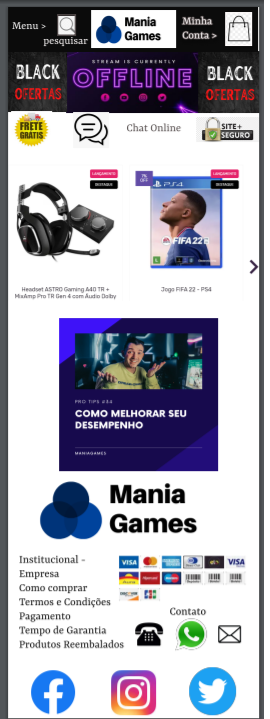 Menu >
pesquisar
Mania
Games
Minha
Conta >
BLACK
OFERTAS
STREAM IS CURRENTLY
OFFLINE
BLACK
OFERTAS
FRETE
GRÁTIS
Chat Online
SITE+
SEGURO
LANÇAMENTO
DESTAQUE
7%
OFF
LANÇAMENTO
DESTAQUE
PS4
FIFA 22
Headset ASTRO Gaming A40 TR +
MixAmp Pro TR Gen 4 com Áudio Dolby
Jogo FIFA 22 - PS4
PRO TIPS #34
COMO MELHORAR SEU
DESEMPENHO
MANIAGAMES
Mania
Games
Institucional -
Empresa
Como comprar
Termos e Condições
Pagamento
Tempo de Garantia
Produtos Reembalados
VISA
VISA
Contato